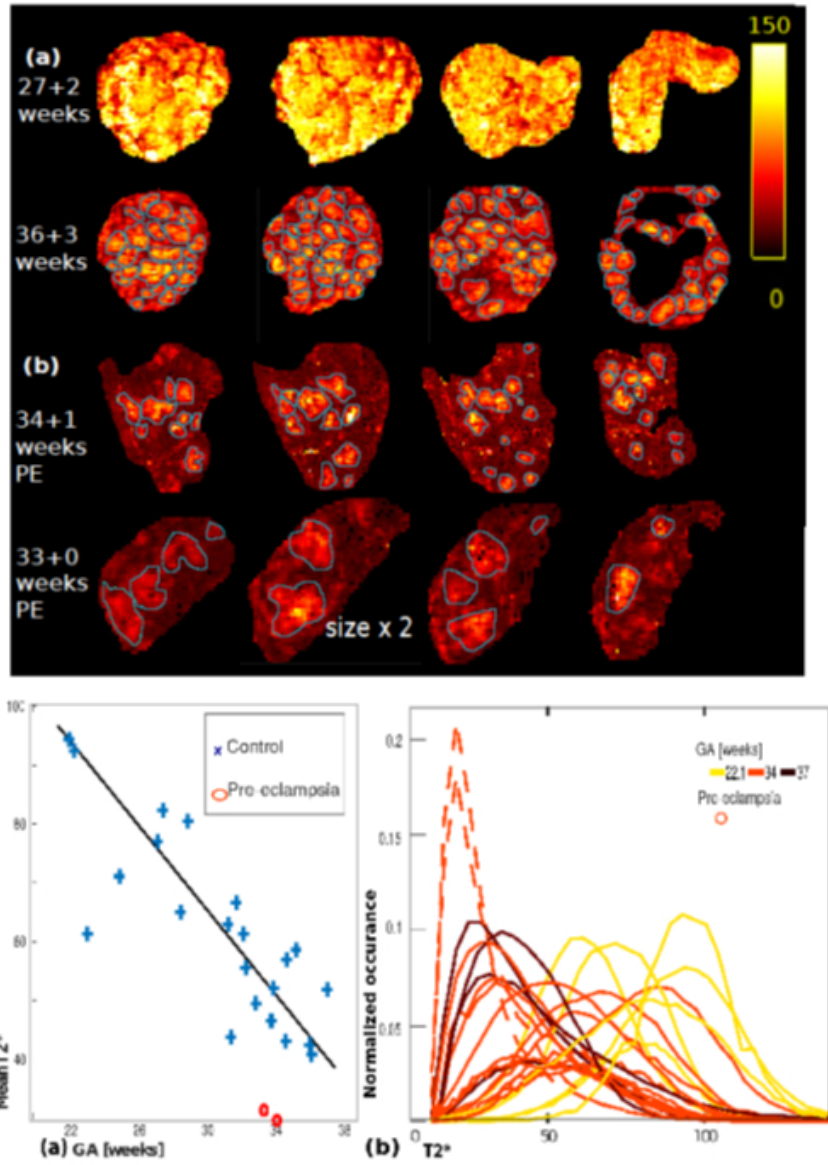 (a)
27+2
weeks
150
0
36+3
weeks
(b)
34+1
weeks
PE
33+0
weeks
PE
size x 2
100
80
60
40
Mean T2*
22
26
30
34
38
(a) GA [weeks]
Control
Pre-eclampsia
0.2
0.15
0.1
0.05
Normalized occurance
GA [weeks]
22.1 34 37
Pre-eclampsia
0 50 100
(b) T2*